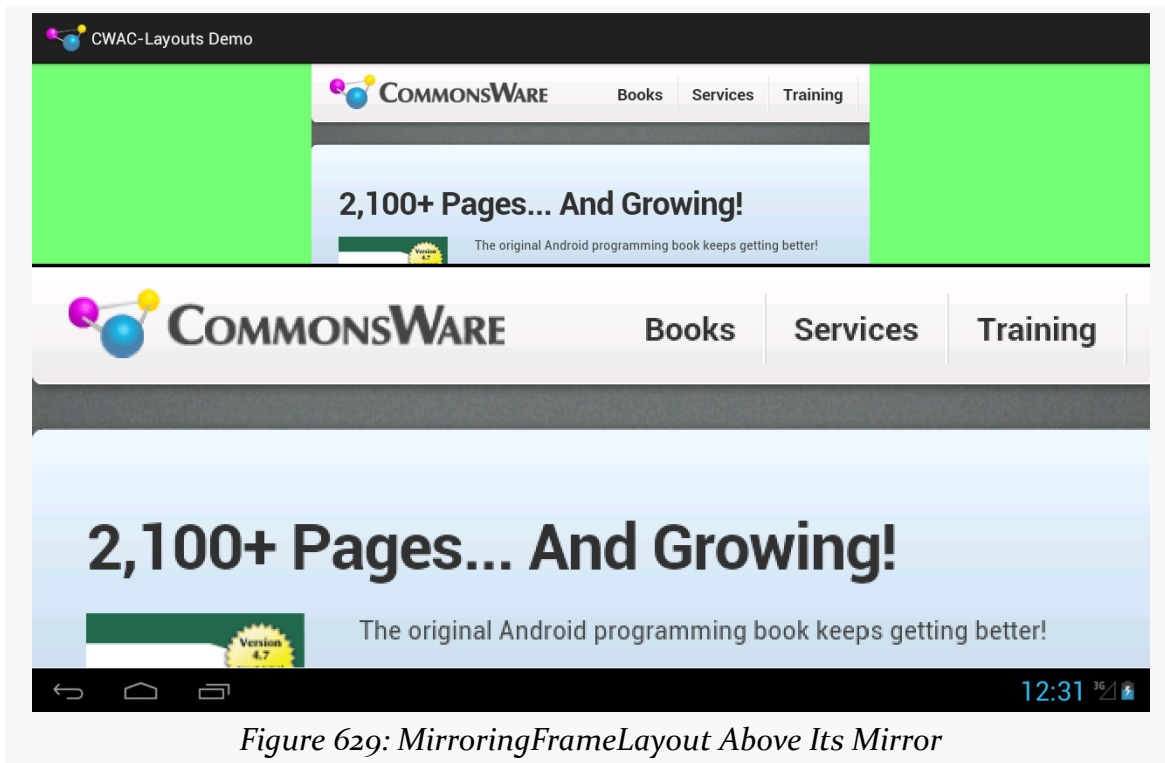 CWAC-Layouts Demo
COMMONSWARE Books Services Training
2,100+ Pages... And Growing!
The original Android programming book keeps getting better!
Version
4.7
COMMONSWARE Books Services Training
2,100+ Pages... And Growing!
The original Android programming book keeps getting better!
Version
4.7
12:31 3G
Figure 629: MirroringFrameLayout Above Its Mirror